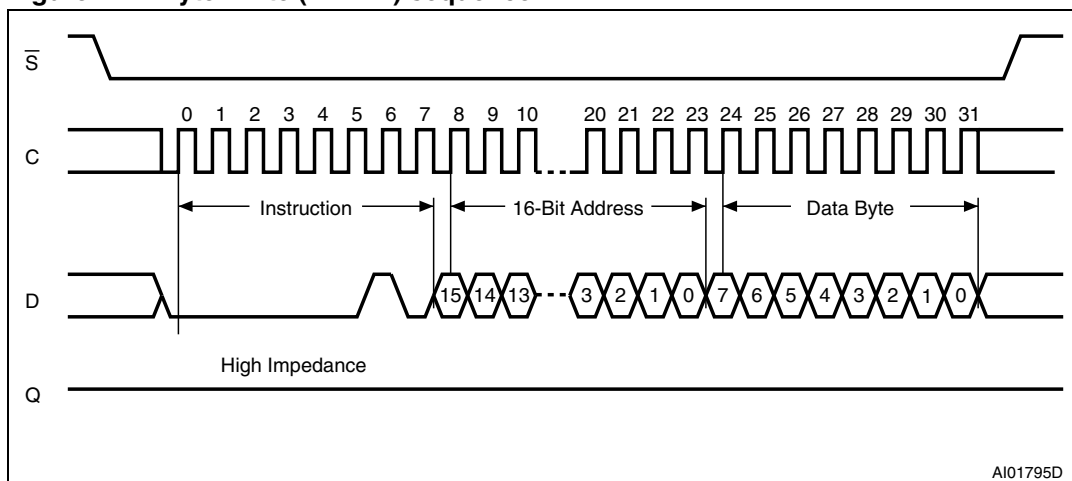 S
0 1 2 3 4 5 6 7 8 9 10 20 21 22 23 24 25 26 27 28 29 30 31
C
Instruction 16-Bit Address Data Byte
D
15 14 13 3 2 1 0 7 6 5 4 3 2 1 0
High Impedance
Q
AI01795D